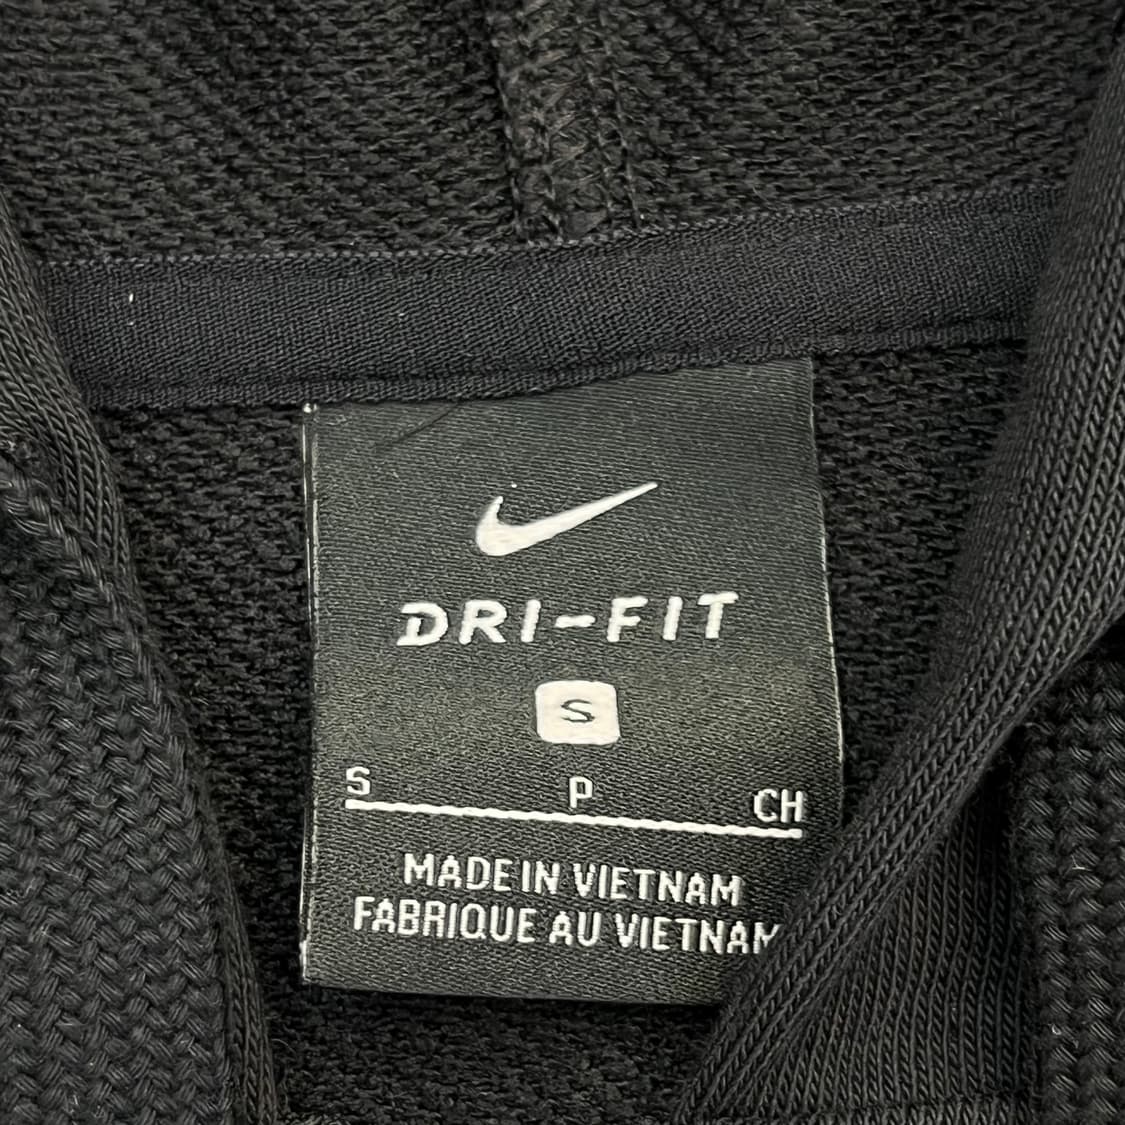 DRI-FIT
S
S P CH
MADE IN VIETNAM
FABRIQUE AU VIETNAM